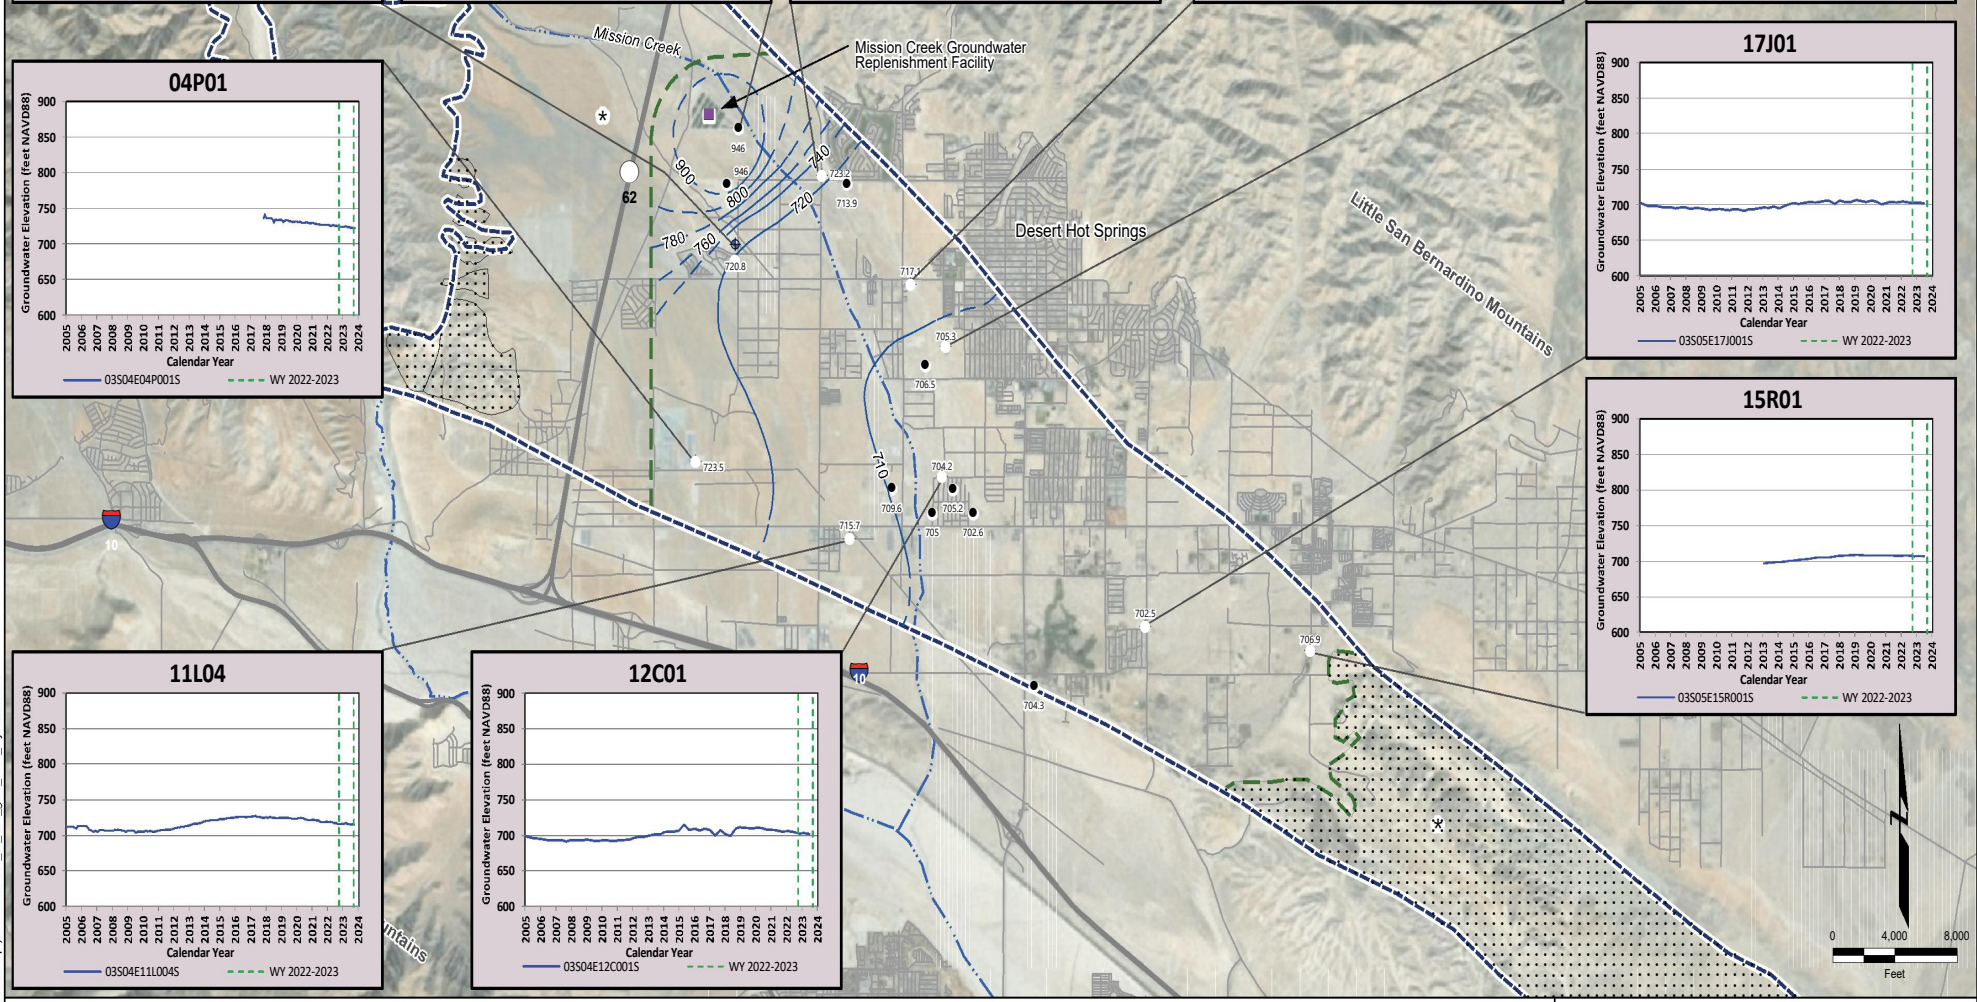 Mission Creek
Mission Creek Groundwater
Replenishment Facility
*
62
946
946
900
800
740
723.2
720
713.9
780
760
720.8
Desert Hot Springs
717.1
Little San Bernardino Mountains
705.3
706.5
723.5
710
704.2
709.6
705.2
705
702.6
715.7
10
702.5
706.9
704.3
10
*
untains
N
0 4,000 8,000
Feet
04P01
Groundwater Elevation (feet NAVD88)
900
850
800
750
700
650
600
2005 2006 2007 2008 2009 2010 2011 2012 2013 2014 2015 2016 2017 2018 2019 2020 2021 2022 2023 2024
Calendar Year
03S04E04P001S WY 2022-2023
17J01
Groundwater Elevation (feet NAVD88)
900
850
800
750
700
650
600
2005 2006 2007 2008 2009 2010 2011 2012 2013 2014 2015 2016 2017 2018 2019 2020 2021 2022 2023 2024
Calendar Year
03S05E17J001S WY 2022-2023
15R01
Groundwater Elevation (feet NAVD88)
900
850
800
750
700
650
600
2005 2006 2007 2008 2009 2010 2011 2012 2013 2014 2015 2016 2017 2018 2019 2020 2021 2022 2023 2024
Calendar Year
03S05E15R001S WY 2022-2023
11L04
Groundwater Elevation (feet NAVD88)
900
850
800
750
700
650
600
2005 2006 2007 2008 2009 2010 2011 2012 2013 2014 2015 2016 2017 2018 2019 2020 2021 2022 2023 2024
Calendar Year
03S04E11L004S WY 2022-2023
12C01
Groundwater Elevation (feet NAVD88)
900
850
800
750
700
650
600
2005 2006 2007 2008 2009 2010 2011 2012 2013 2014 2015 2016 2017 2018 2019 2020 2021 2022 2023 2024
Calendar Year
03S04E12C001S WY 2022-2023